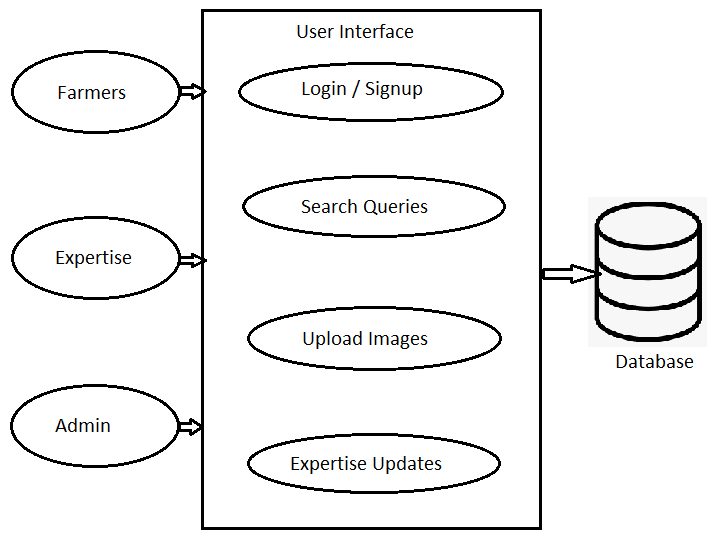 User Interface
Farmers
Login / Signup
Search Queries
Expertise
Upload Images
Database
Admin
Expertise Updates